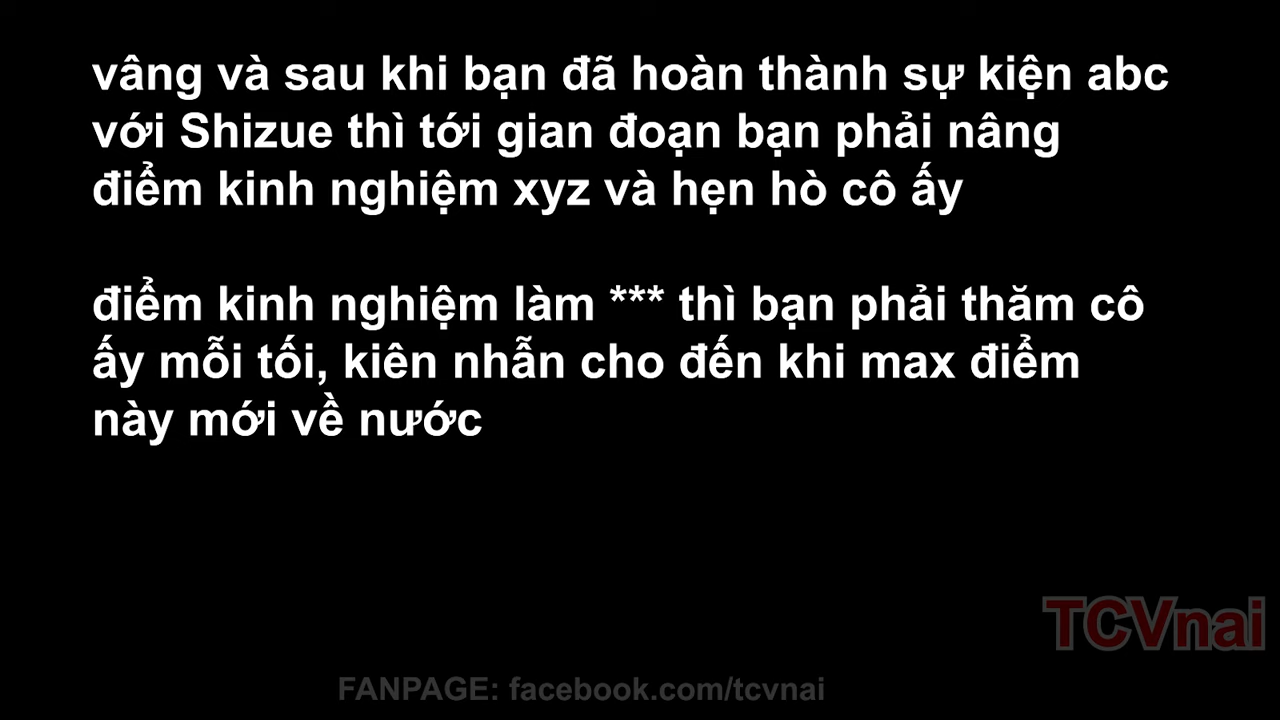 vâng và sau khi bạn đã hoàn thành sự kiện abc
với Shizue thì tới gian đoạn bạn phải nâng
điểm kinh nghiệm xyz và hẹn hò cô ấy
điểm kinh nghiệm làm *** thì bạn phải thăm cô
ấy mỗi tối, kiên nhẫn cho đến khi max điểm
này mới về nước
TCVnai
FANPAGE: facebook.com/tcvnai